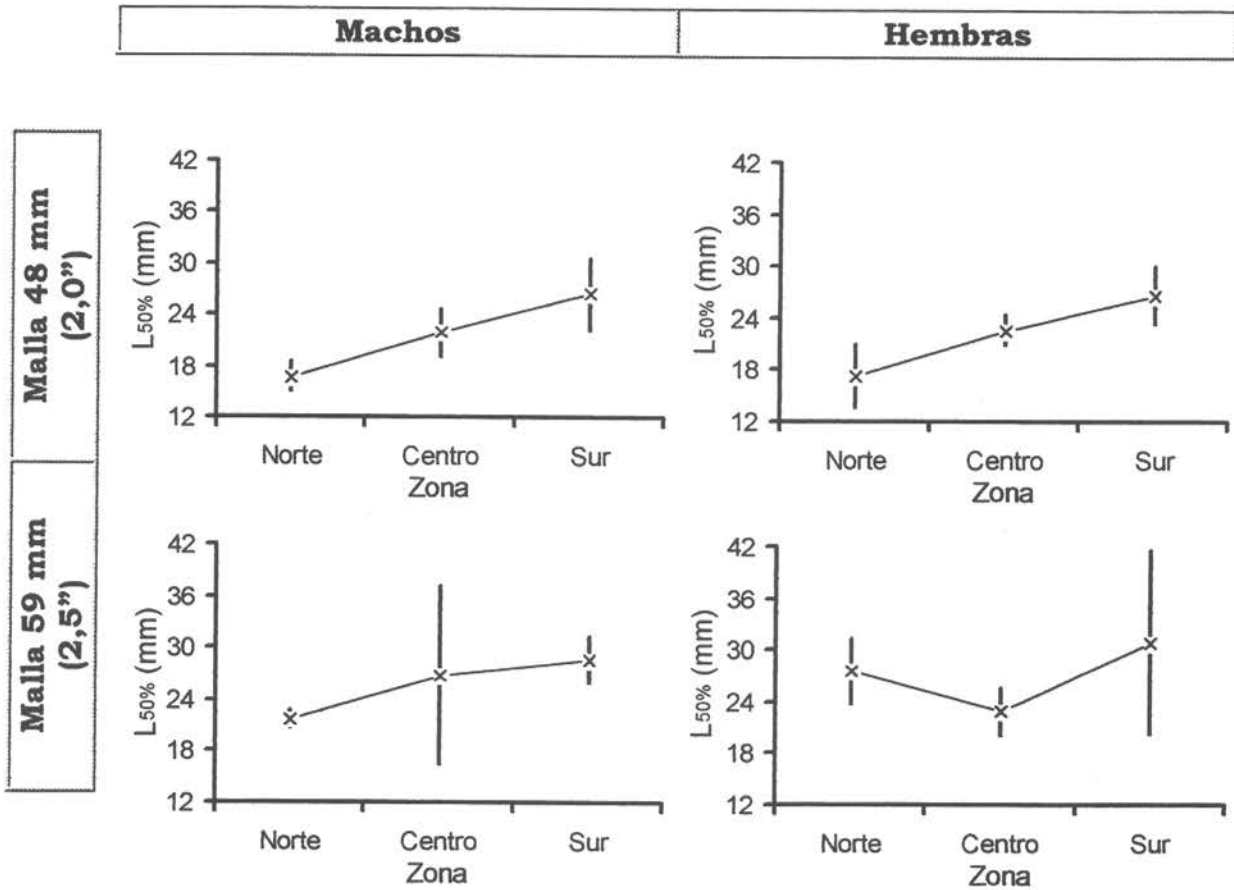 Machos
Hembras
Malla 48 mm
(2,0”)
42
36
30
24
18
12
L50% (mm)
Norte
Centro
Sur
Zona
42
36
30
24
18
12
L50% (mm)
Norte
Centro
Sur
Zona
Malla 59 mm
(2,5”)
42
36
30
24
18
12
L50% (mm)
Norte
Centro
Sur
Zona
42
36
30
24
18
12
L50% (mm)
Norte
Centro
Sur
Zona